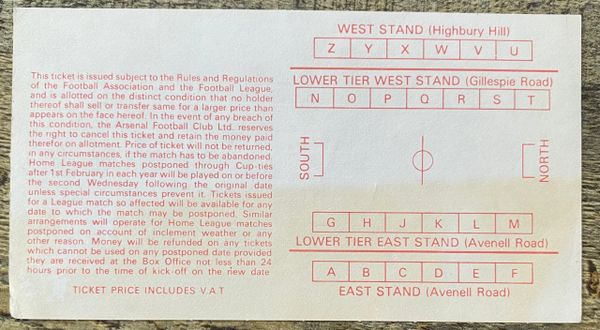 This ticket is issued subject to the Rules and Regulations
of the Football Association and the Football League,
and is allotted on the distinct condition that no holder
thereof shall sell or transfer same for a larger price than
appears on the face hereof. In the event of any breach of
this condition, the Arsenal Football Club Ltd. reserves
the right to cancel this ticket and retain the money paid
therefor on allotment. Price of ticket will not be returned,
in any circumstances, if the match has to be abandoned.
Home League matches postponed through Cup-ties
after 1st February in each year will be played on or before
the second Wednesday following the original date
unless special circumstances prevent it. Tickets issued
for a League match so affected will be available for any
date to which the match may be postponed. Similar
arrangements will operate for Home League matches
postponed on account of inclement weather or any
other reason. Money will be refunded on any tickets
which cannot be used on any postponed date provided
they are received at the Box Office not less than 24
hours prior to the time of kick-off on the new date
TICKET PRICE INCLUDES V.A.T
WEST STAND (Highbury Hill)
Z Y X W V U
LOWER TIER WEST STAND (Gillespie Road)
N O P Q R S T
SOUTH
NORTH
G H J K L M
LOWER TIER EAST STAND (Avenell Road)
A B C D E F
EAST STAND (Avenell Road)